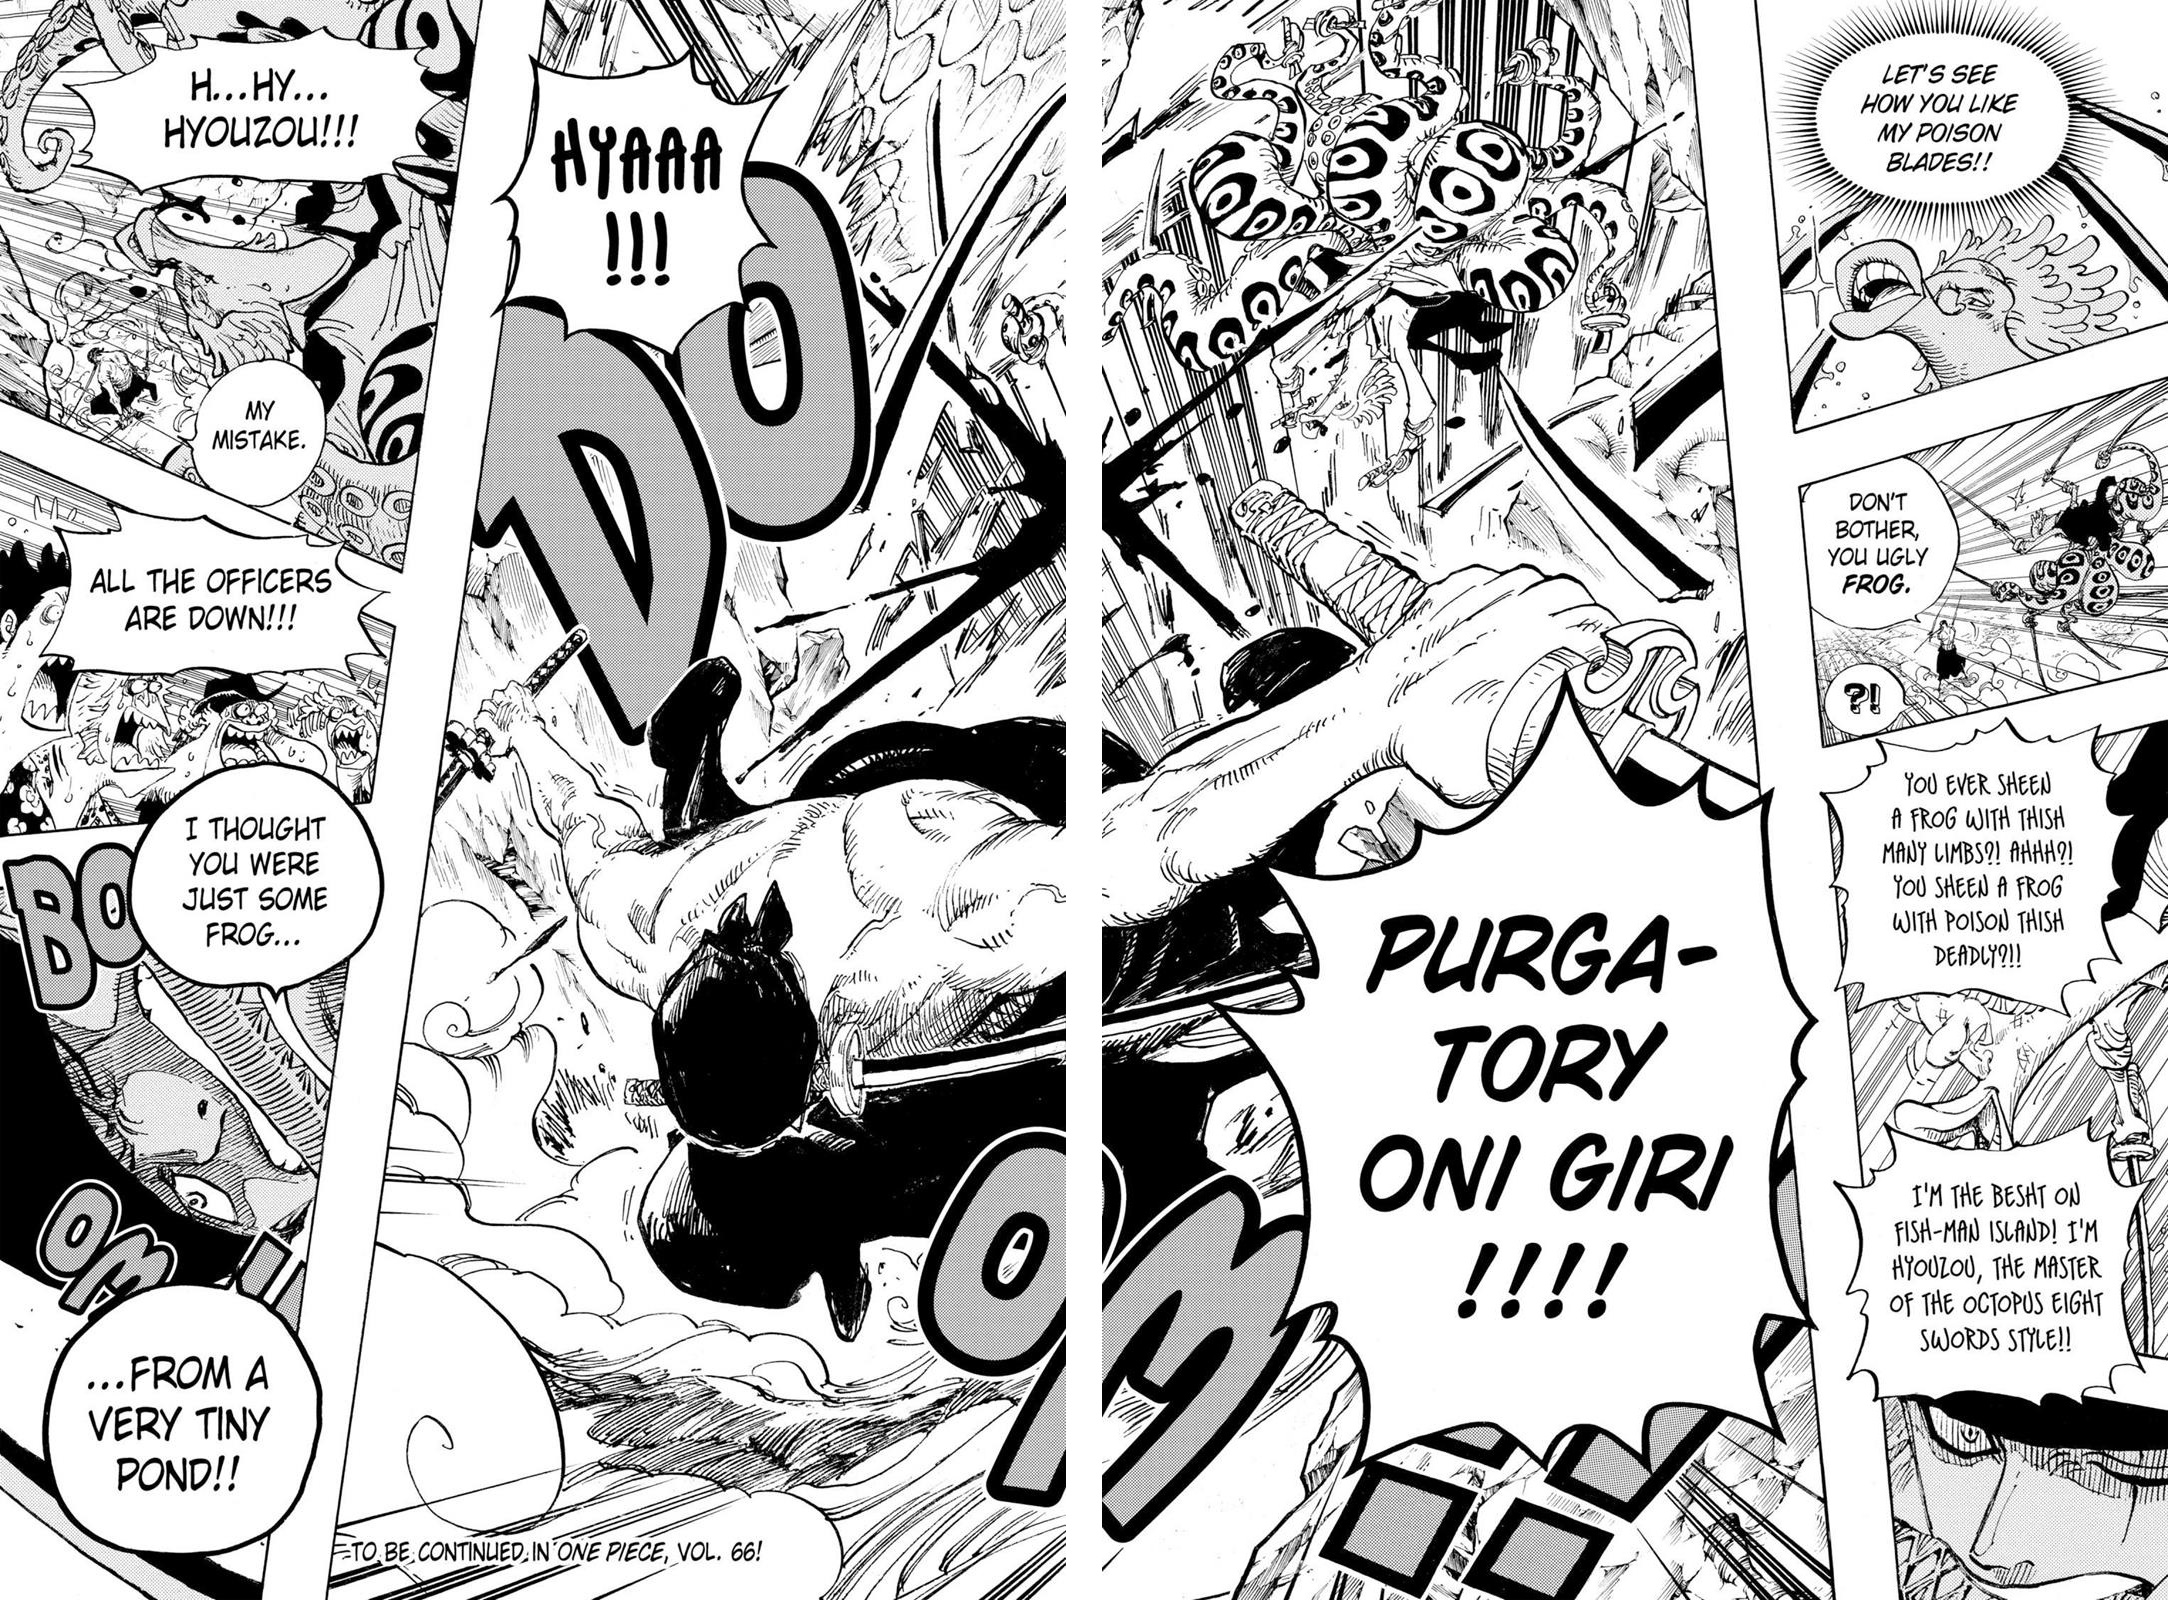 LET'S SEE
HOW YOU LIKE
MY POISON
BLADES!!
DON'T
BOTHER,
YOU UGLY
FROG.
?!
YOU EVER SHEEN
A FROG WITH THISH
MANY LIMBS?! AHHH?!
YOU SHEEN A FROG
WITH POISON THISH
DEADLY?!!
I'M THE BESHT ON
FISH-MAN ISLAND! I'M
HYOUZOU, THE MASTER
OF THE OCTOPUS EIGHT
SWORDS STYLE!!
PURGA-
TORY
ONI GIRI
!!!!
HYAAA
!!!
DO
OM
!!
H...HY...
HYOUZOU!!!
MY
MISTAKE.
ALL THE OFFICERS
ARE DOWN!!!
I THOUGHT
YOU WERE
JUST SOME
FROG...
BO
OM
...FROM A
VERY TINY
POND!!
TO BE CONTINUED IN ONE PIECE, VOL. 66!